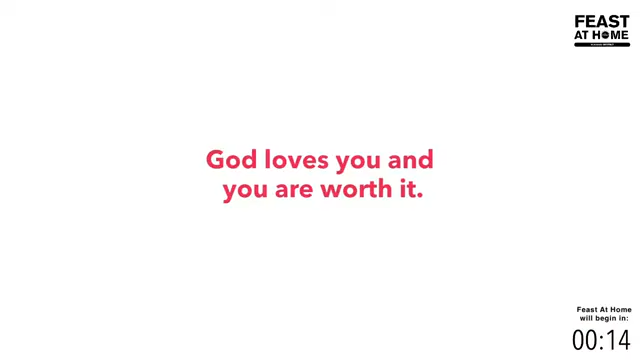 FEAST
AT HOME
God loves you and
you are worth it.
Feast At Home
will begin in:
00:14